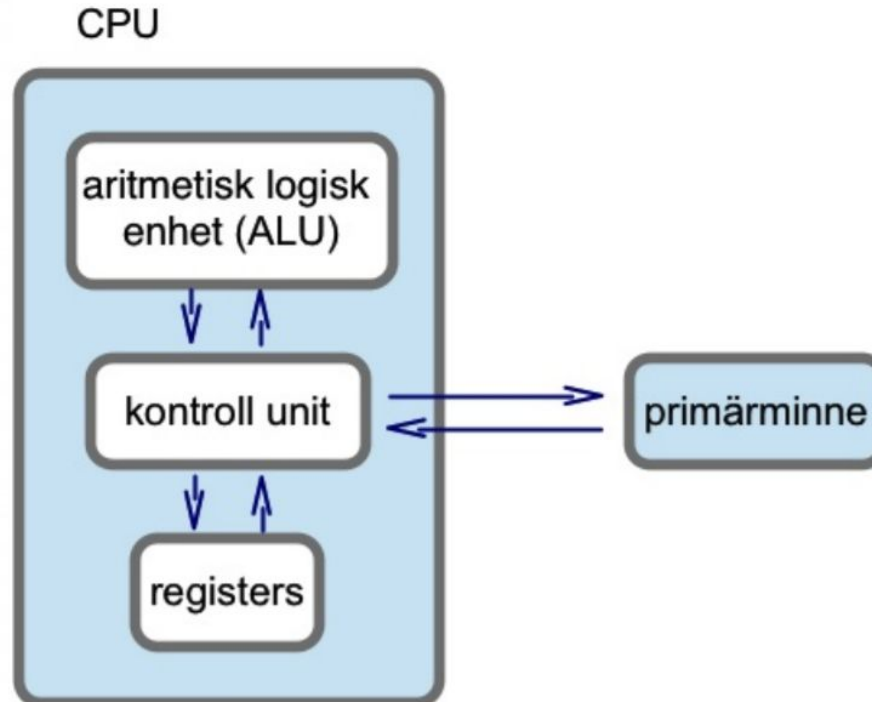 CPU
aritmetisk logisk
enhet (ALU)
kontroll unit
primärminne
registers